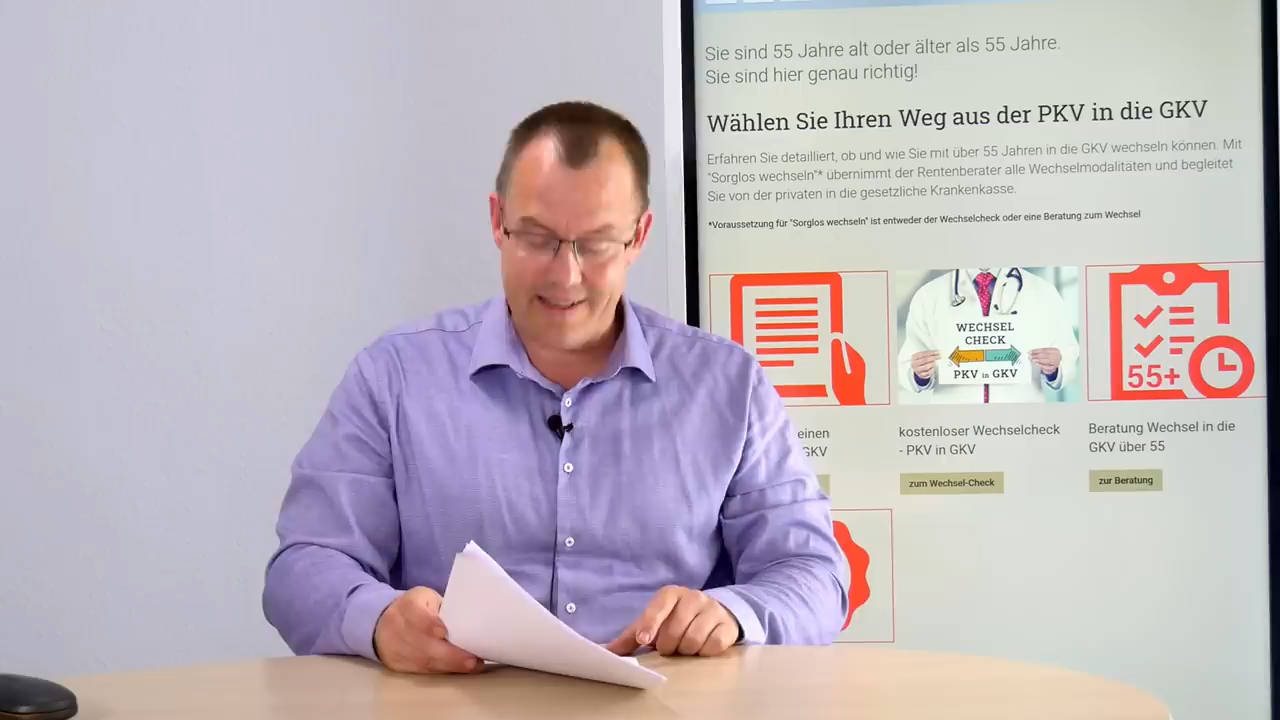 Sie sind 55 Jahre alt oder älter als 55 Jahre.
Sie sind hier genau richtig!
Wählen Sie Ihren Weg aus der PKV in die GKV
Erfahren Sie detailliert, ob und wie Sie mit über 55 Jahren in die GKV wechseln können. Mit
"Sorglos wechseln"* übernimmt der Rentenberater alle Wechselmodalitäten und begleitet
Sie von der privaten in die gesetzliche Krankenkasse.
*Voraussetzung für "Sorglos wechseln" ist entweder der Wechselcheck oder eine Beratung zum Wechsel
WECHSEL
CHECK
PKV in GKV
55+
einen
GKV
kostenloser Wechselcheck
- PKV in GKV
zum Wechsel-Check
Beratung Wechsel in die
GKV über 55
zur Beratung